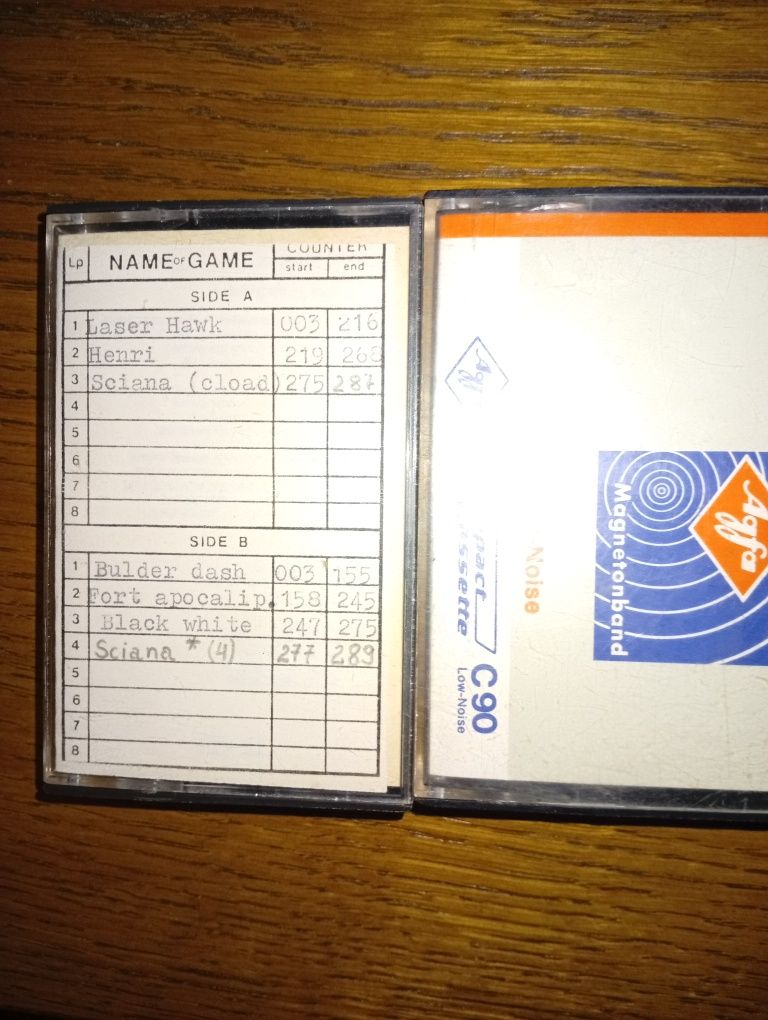 Lp NAME OF GAME COUNTER
start end
SIDE A
1 Laser Hawk 003 216
2 Henri 219 268
3 Sciana (cload) 275 287
4
5
6
7
8
SIDE B
1 Bulder dash 003 155
2 Fort apocalip. 158 245
3 Black white 247 275
4 Sciana * (4) 277 289
5
6
7
8
Agfa
C90
Low-Noise
-Noise
Magnetonband
Agfa